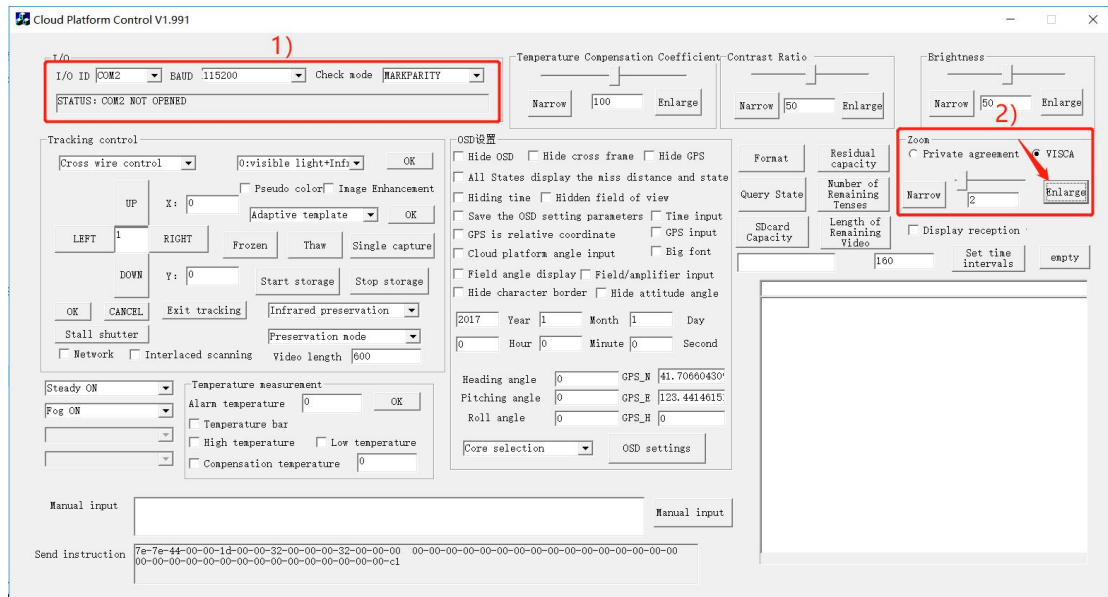 Cloud Platform Control V1.991
1)
I/O
I/O ID COM2 BAUD 115200 Check mode MARKPARITY
STATUS: COM2 NOT OPENED
Temperature Compensation Coefficient
Narrow 100 Enlarge
Contrast Ratio
Narrow 50 Enlarge
Brightness
Narrow 50 Enlarge
2)
Tracking control
Cross wire control 0:visible light+Infr OK
Pseudo color Image Enhancement
UP X: 0
Adaptive template OK
LEFT 1 RIGHT Frozen Thaw Single capture
DOWN Y: 0
Start storage Stop storage
OK CANCEL Exit tracking Infrared preservation
Stall shutter Preservation mode
Network Interlaced scanning Video length 600
OSD设置
Hide OSD Hide cross frame Hide GPS
All States display the miss distance and state
Hiding time Hidden field of view
Save the OSD setting parameters Time input
GPS is relative coordinate GPS input
Cloud platform angle input Big font
Field angle display Field/amplifier input
Hide character border Hide attitude angle
2017 Year 1 Month 1 Day
0 Hour 0 Minute 0 Second
Heading angle 0 GPS_N 41.70660430
Pitching angle 0 GPS_E 123.4414615
Roll angle 0 GPS_H 0
Core selection OSD settings
Format Residual capacity
Query State Number of Remaining Tenses
SDcard Capacity Length of Remaining Video
Zoom
Private agreement VISCA
Narrow 2 Enlarge
Display reception
160 Set time intervals empty
Steady ON
Fog ON
Temperature measurement
Alarm temperature 0 OK
Temperature bar
High temperature Low temperature
Compensation temperature 0
Manual input Manual input
Send instruction
7e-7e-44-00-00-1d-00-00-32-00-00-00-32-00-00-00 00-00-00-00-00-00-00-00-00-00-00-00-00-00-00-00-00
00-00-00-00-00-00-00-00-00-00-00-00-00-00-00-c1